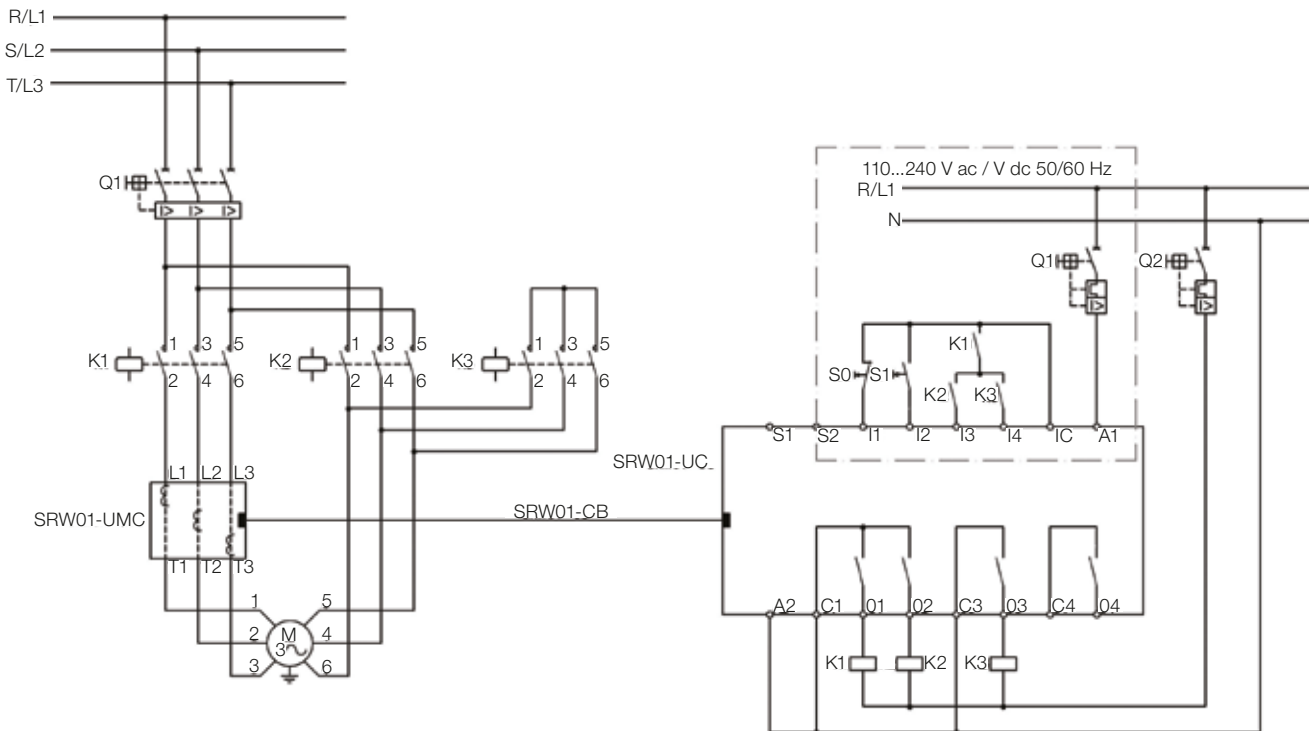 R/L1
S/L2
T/L3
110...240 V ac / V dc 50/60 Hz
R/L1
N
Q1
I> I> I>
Q1
Q2
I>
I>
K1
1 3 5
2 4 6
K2
1 3 5
2 4 6
K3
1 3 5
2 4 6
K1
S0
S1
K2
K3
S1 S2 I1 I2 I3 I4 IC A1
SRW01-UC
L1 L2 L3
SRW01-UMC
SRW01-CB
T1 T2 T3
1 5
2 M 4
3
3 6
A2 C1 01 02 C3 03 C4 04
K1
K2
K3